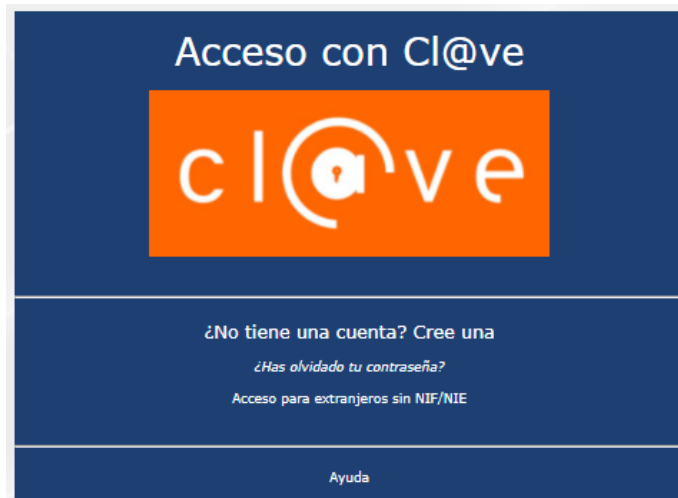 Acceso con Cl@ve
cl@ve
¿No tiene una cuenta? Cree una
¿Has olvidado tu contraseña?
Acceso para extranjeros sin NIF/NIE
Ayuda